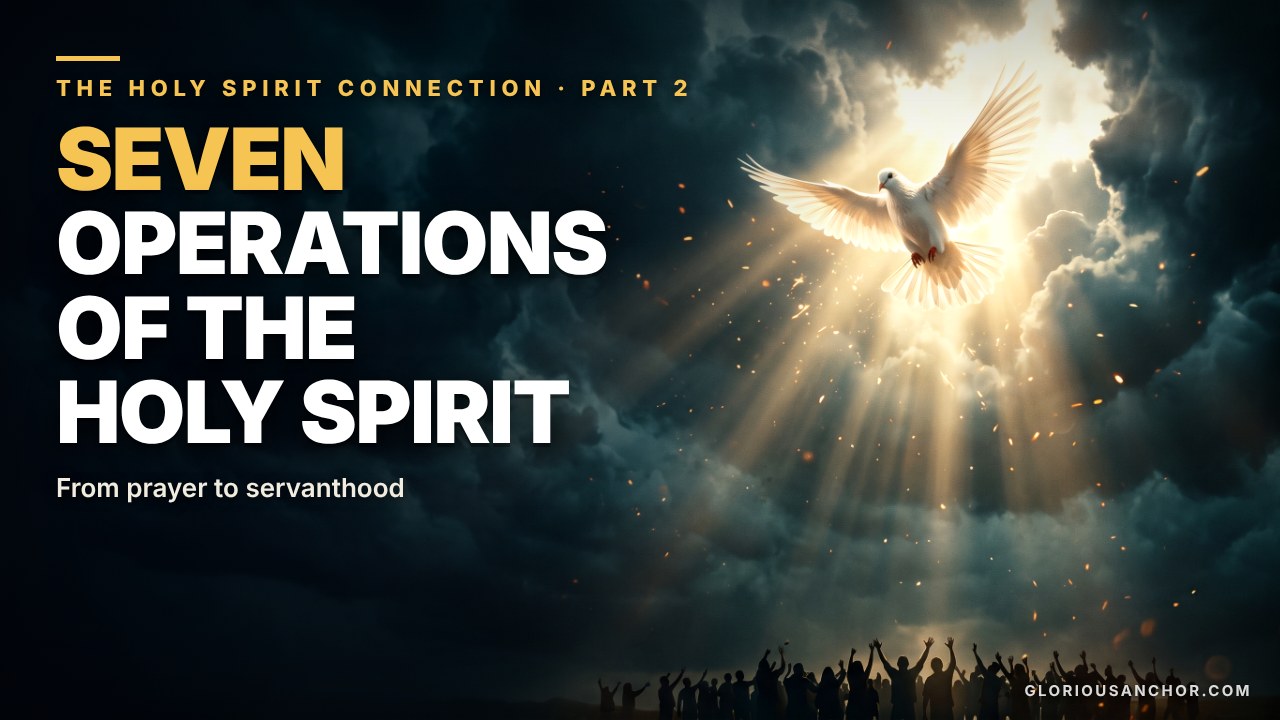 THE HOLY SPIRIT CONNECTION · PART 2
SEVEN
OPERATIONS
OF THE
HOLY SPIRIT
From prayer to servanthood
GLORIOUSANCHOR.COM